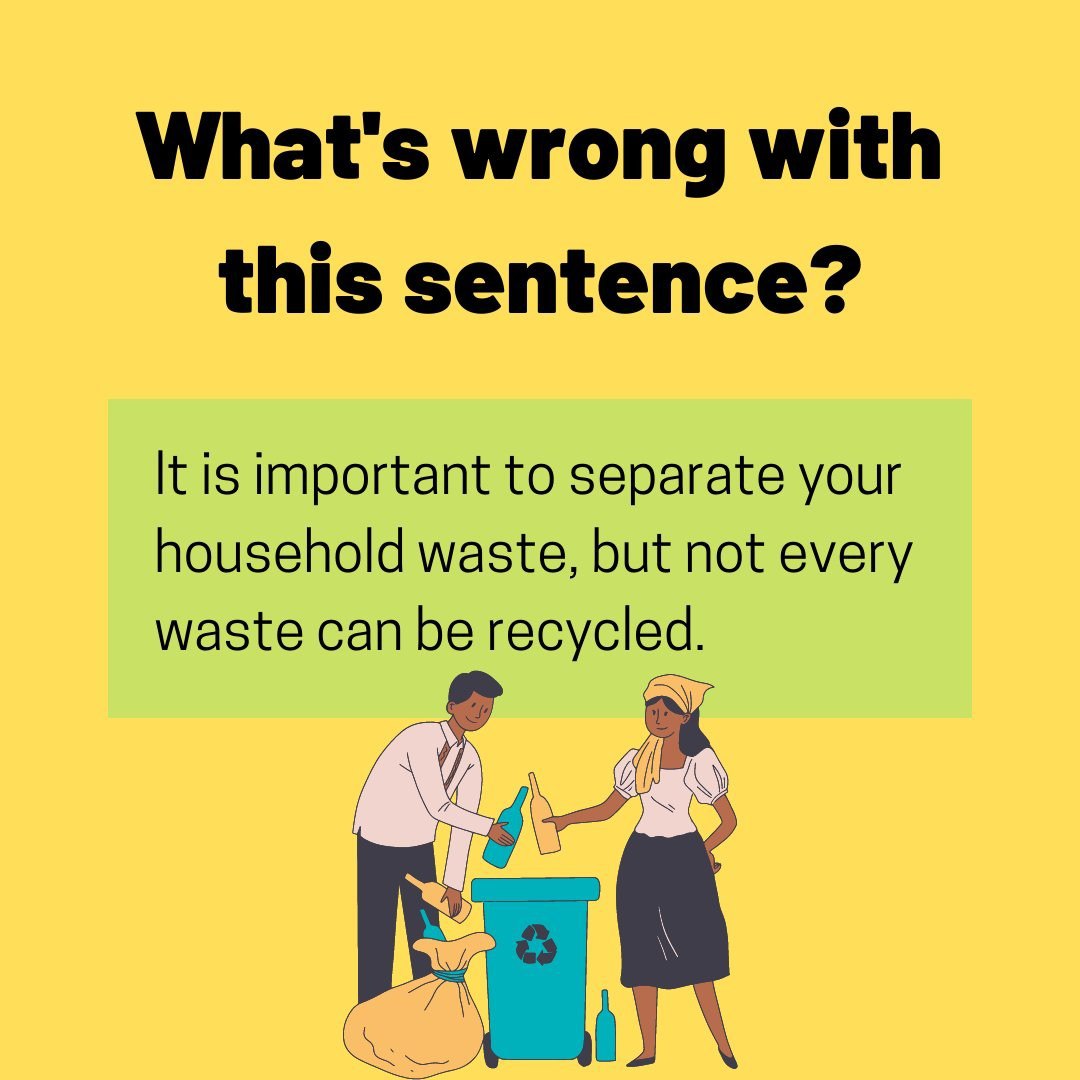 What's wrong with
this sentence?
It is important to separate your
household waste, but not every
waste can be recycled.